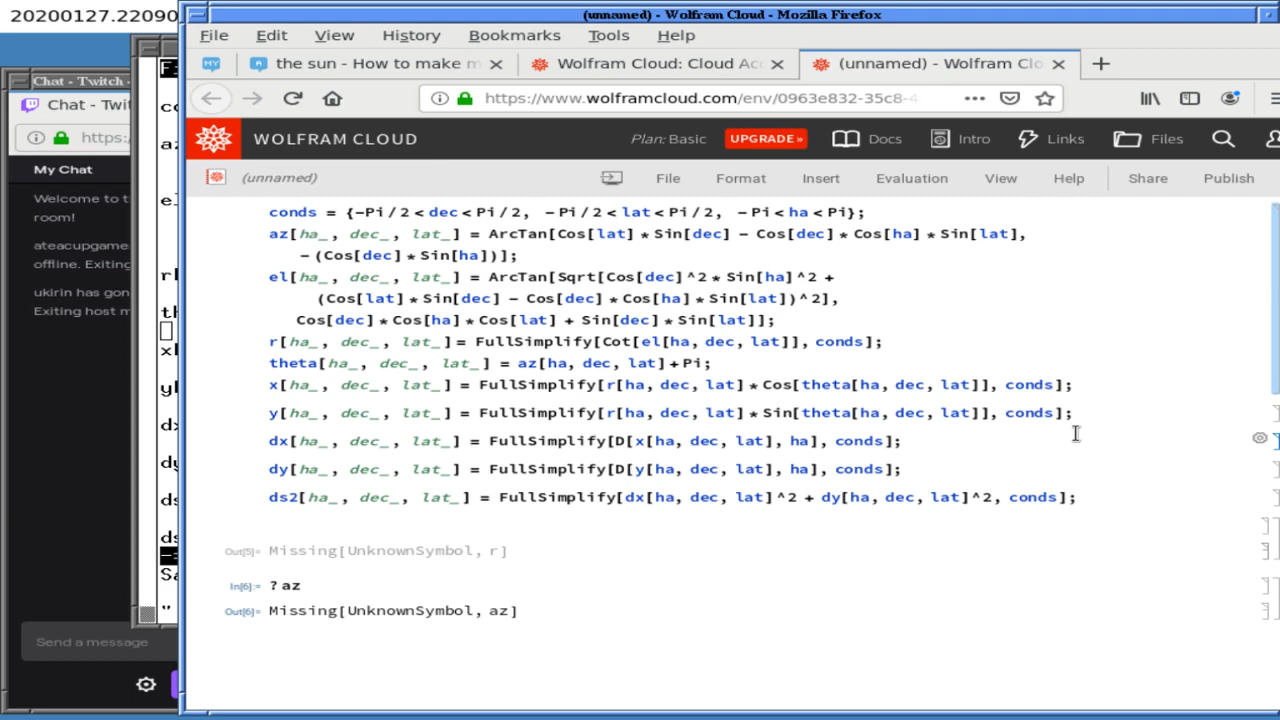 20200127.22090
(unnamed) - Wolfram Cloud - Mozilla Firefox
File Edit View History Bookmarks Tools Help
the sun - How to make m
Wolfram Cloud: Cloud Ac
(unnamed) - Wolfram Clo
https://www.wolframcloud.com/env/0963e832-35c8-4
WOLFRAM CLOUD
Plan: Basic UPGRADE » Docs Intro Links Files
(unnamed)
File Format Insert Evaluation View Help Share Publish
conds = {-Pi/2 < dec < Pi/2, -Pi/2 < lat < Pi/2, -Pi < ha < Pi};
az[ha_, dec_, lat_] = ArcTan[Cos[lat] * Sin[dec] - Cos[dec] * Cos[ha] * Sin[lat],
-(Cos[dec] * Sin[ha])];
el[ha_, dec_, lat_] = ArcTan[Sqrt[Cos[dec]^2 * Sin[ha]^2 +
(Cos[lat] * Sin[dec] - Cos[dec] * Cos[ha] * Sin[lat])^2],
Cos[dec] * Cos[ha] * Cos[lat] + Sin[dec] * Sin[lat]];
r[ha_, dec_, lat_] = FullSimplify[Cot[el[ha, dec, lat]], conds];
theta[ha_, dec_, lat_] = az[ha, dec, lat] + Pi;
x[ha_, dec_, lat_] = FullSimplify[r[ha, dec, lat] * Cos[theta[ha, dec, lat]], conds];
y[ha_, dec_, lat_] = FullSimplify[r[ha, dec, lat] * Sin[theta[ha, dec, lat]], conds];
dx[ha_, dec_, lat_] = FullSimplify[D[x[ha, dec, lat], ha], conds];
dy[ha_, dec_, lat_] = FullSimplify[D[y[ha, dec, lat], ha], conds];
ds2[ha_, dec_, lat_] = FullSimplify[dx[ha, dec, lat]^2 + dy[ha, dec, lat]^2, conds];
Out[5]= Missing[UnknownSymbol, r]
In[6]:= ? az
Out[6]= Missing[UnknownSymbol, az]
Chat - Twitch -
Chat - Twit
https:
My Chat
Welcome to t
room!
ateacupgame
offline. Exiting
ukirin has gon
Exiting host m
Send a message
co
az
el
dx
dy
ds
ds
Sa